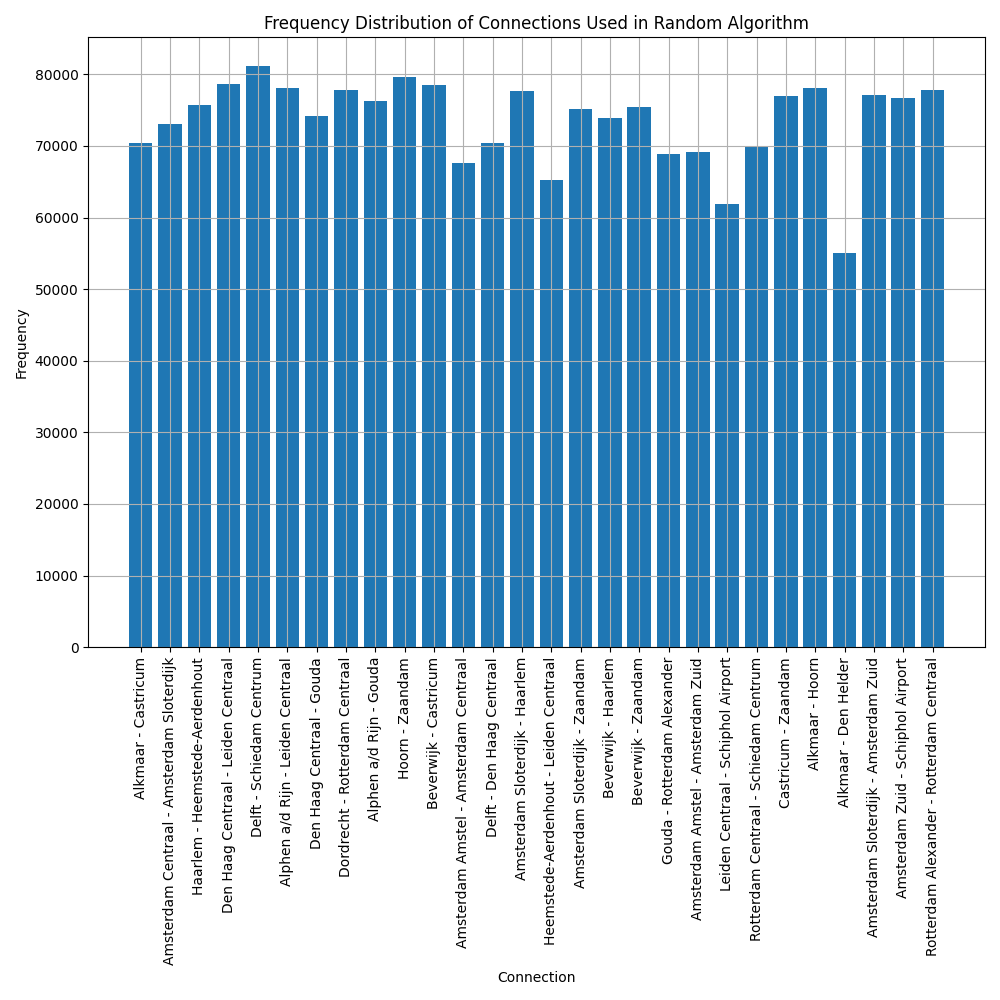 Frequency Distribution of Connections Used in Random Algorithm
80000
70000
60000
50000
40000
30000
20000
10000
0
Frequency
Alkmaar - Castricum
Amsterdam Centraal - Amsterdam Sloterdijk
Haarlem - Heemstede-Aerdenhout
Den Haag Centraal - Leiden Centraal
Delft - Schiedam Centrum
Alphen a/d Rijn - Leiden Centraal
Den Haag Centraal - Gouda
Dordrecht - Rotterdam Centraal
Alphen a/d Rijn - Gouda
Hoorn - Zaandam
Beverwijk - Castricum
Amsterdam Amstel - Amsterdam Centraal
Delft - Den Haag Centraal
Amsterdam Sloterdijk - Haarlem
Heemstede-Aerdenhout - Leiden Centraal
Amsterdam Sloterdijk - Zaandam
Beverwijk - Haarlem
Beverwijk - Zaandam
Gouda - Rotterdam Alexander
Amsterdam Amstel - Amsterdam Zuid
Leiden Centraal - Schiphol Airport
Rotterdam Centraal - Schiedam Centrum
Castricum - Zaandam
Alkmaar - Hoorn
Alkmaar - Den Helder
Amsterdam Sloterdijk - Amsterdam Zuid
Amsterdam Zuid - Schiphol Airport
Rotterdam Alexander - Rotterdam Centraal
Connection